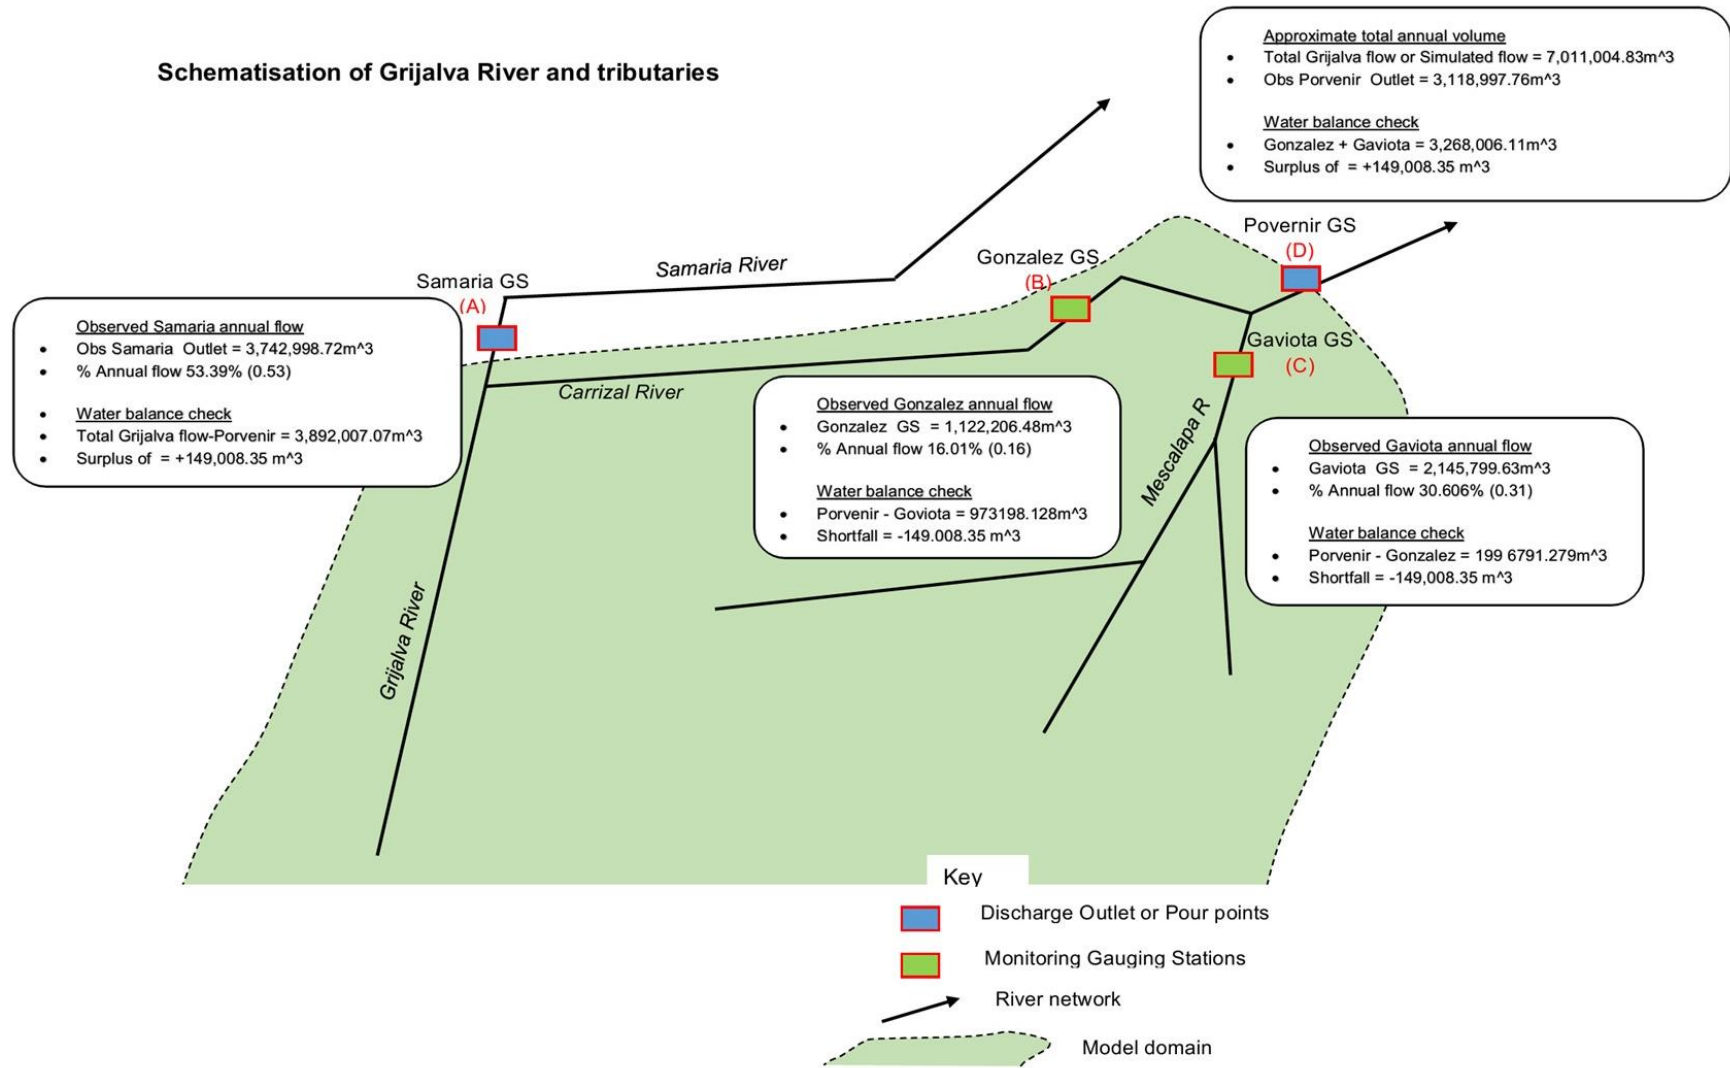 Schematisation of Grijalva River and tributaries
Approximate total annual volume
• Total Grijalva flow or Simulated flow = 7,011,004.83m^3
• Obs Porvenir Outlet = 3,118,997.76m^3
Water balance check
• Gonzalez + Gaviota = 3,268,006.11m^3
• Surplus of = +149,008.35 m^3
Povernir GS
(D)
Samaria River
Gonzalez GS
(B)
Samaria GS
(A)
Observed Samaria annual flow
• Obs Samaria Outlet = 3,742,998.72m^3
• % Annual flow 53.39% (0.53)
Water balance check
• Total Grijalva flow-Porvenir = 3,892,007.07m^3
• Surplus of = +149,008.35 m^3
Gaviota GS
(C)
Carrizal River
Observed Gonzalez annual flow
• Gonzalez GS = 1,122,206.48m^3
• % Annual flow 16.01% (0.16)
Water balance check
• Porvenir - Goviota = 973198.128m^3
• Shortfall = -149.008.35 m^3
Mescalapa R
Observed Gaviota annual flow
• Gaviota GS = 2,145,799.63m^3
• % Annual flow 30.606% (0.31)
Water balance check
• Porvenir - Gonzalez = 199 6791.279m^3
• Shortfall = -149,008.35 m^3
Grijalva River
Key
Discharge Outlet or Pour points
Monitoring Gauging Stations
River network
Model domain